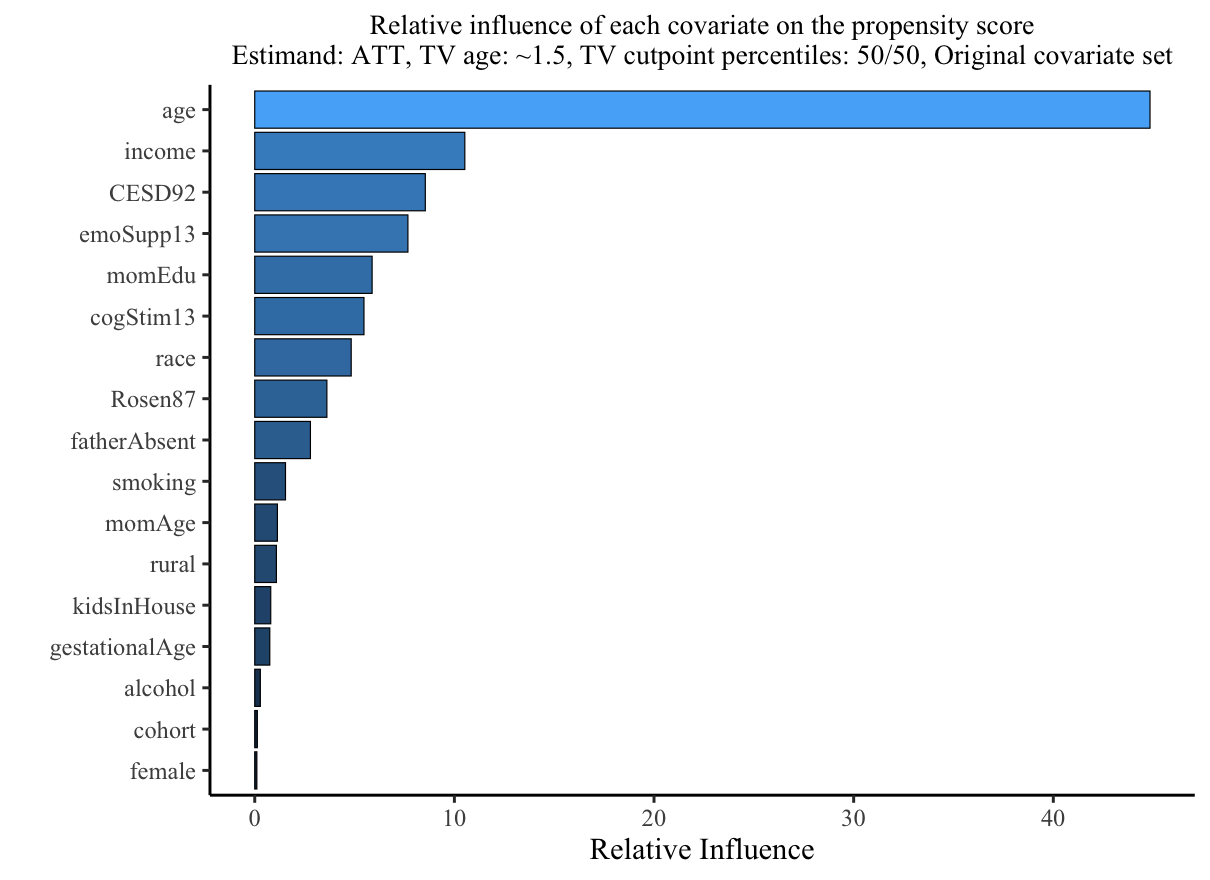 Relative influence of each covariate on the propensity score
Estimand: ATT, TV age: ~1.5, TV cutpoint percentiles: 50/50, Original covariate set
age
income
CESD92
emoSupp13
momEdu
cogStim13
race
Rosen87
fatherAbsent
smoking
momAge
rural
kidsInHouse
gestationalAge
alcohol
cohort
female
0 10 20 30 40
Relative Influence